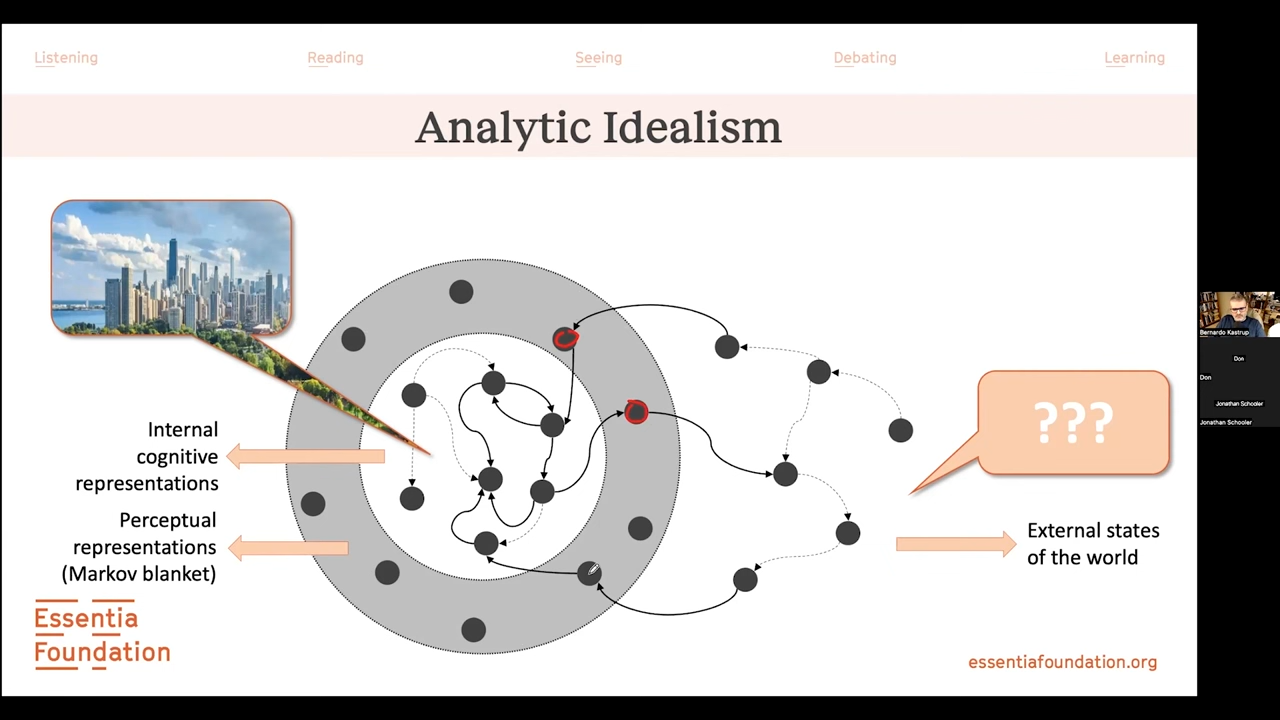 Listening
Reading
Seeing
Debating
Learning
Analytic Idealism
Internal
cognitive
representations
Perceptual
representations
(Markov blanket)
???
External states
of the world
Essentia
Foundation
essentiafoundation.org
Bernardo Kastrup
Don
Don
Jonathan Schooler
Jonathan Schooler